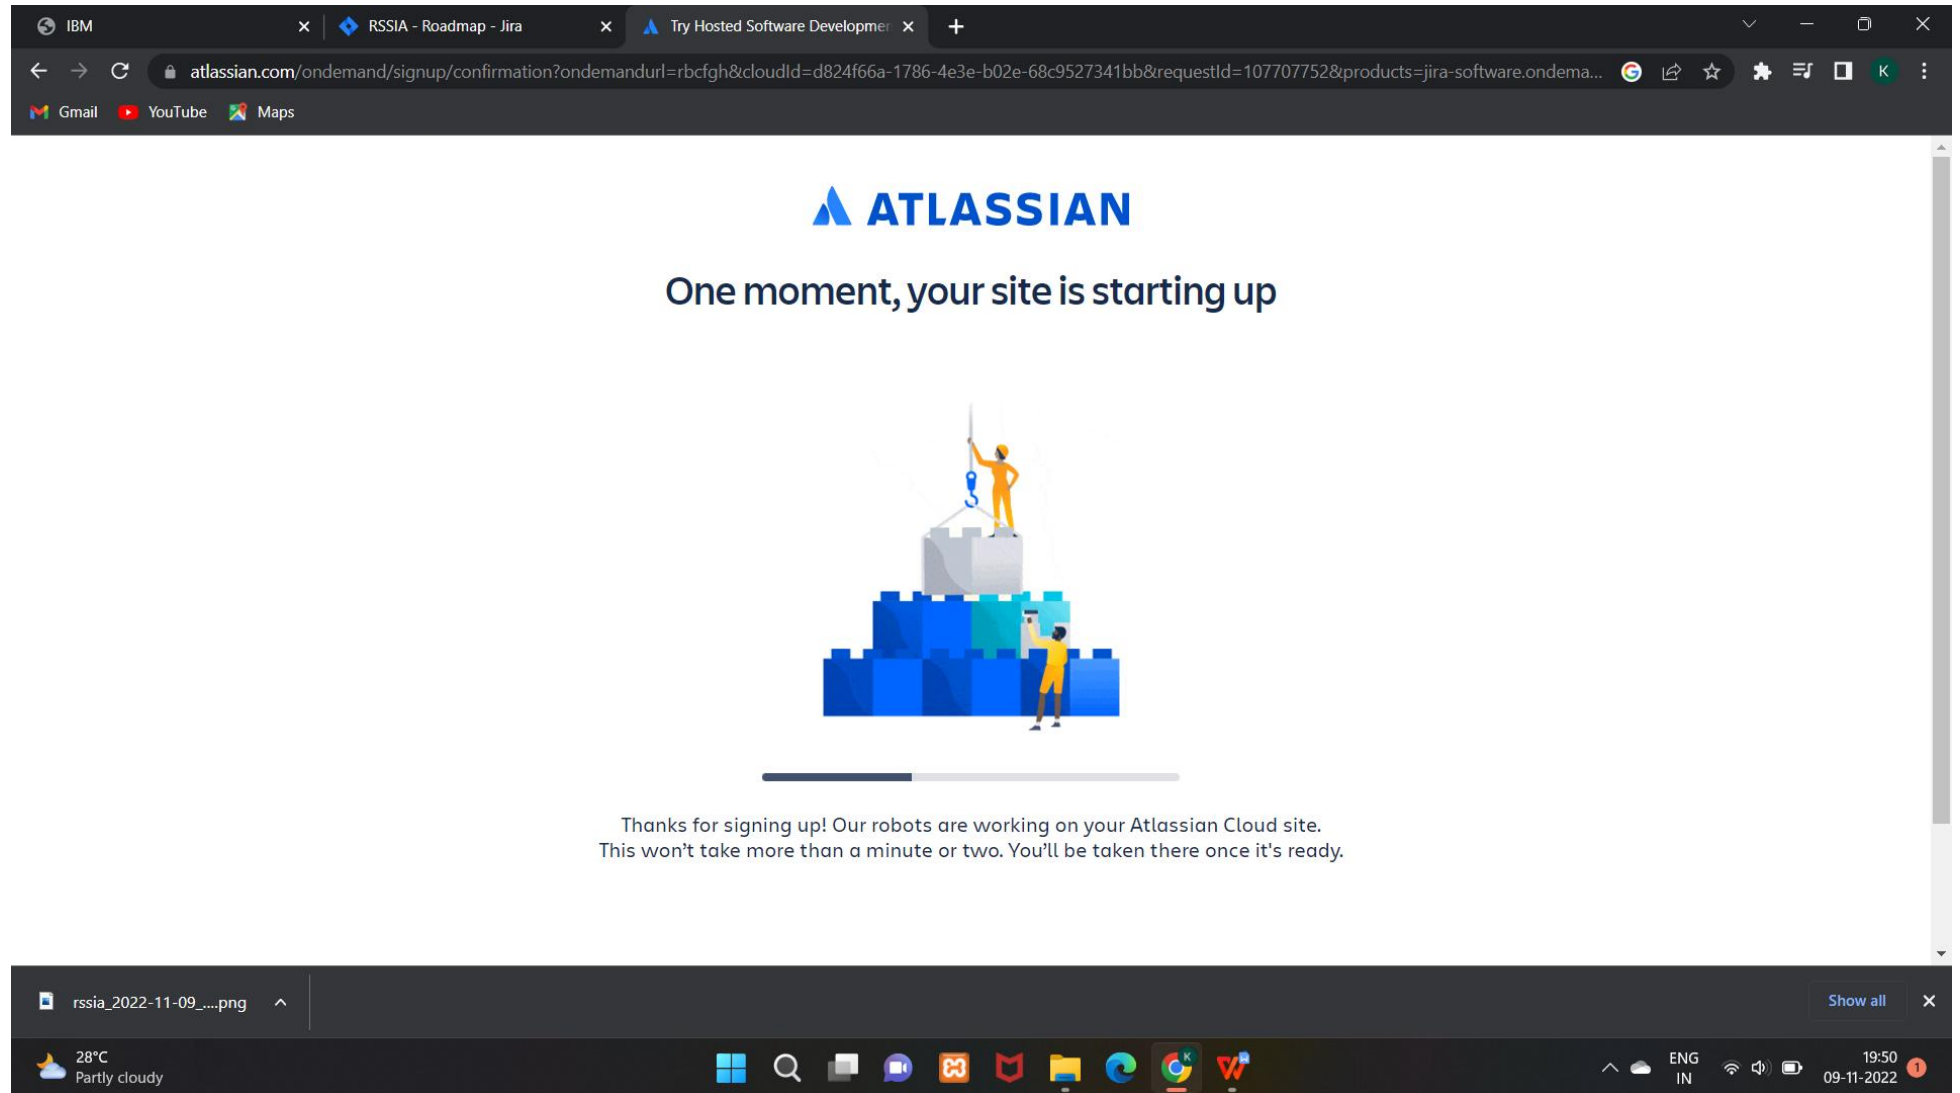 IBM
RSSIA - Roadmap - Jira
Try Hosted Software Developmen
atlassian.com/ondemand/signup/confirmation?ondemandurl=rbcfgh&cloudId=d824f66a-1786-4e3e-b02e-68c9527341bb&requestId=107707752&products=jira-software.ondema...
K
Gmail
YouTube
Maps
ATLASSIAN
One moment, your site is starting up
Thanks for signing up! Our robots are working on your Atlassian Cloud site.
This won't take more than a minute or two. You'll be taken there once it's ready.
rssia_2022-11-09_....png
Show all
28°C
Partly cloudy
K
ENG
IN
19:50
09-11-2022
1